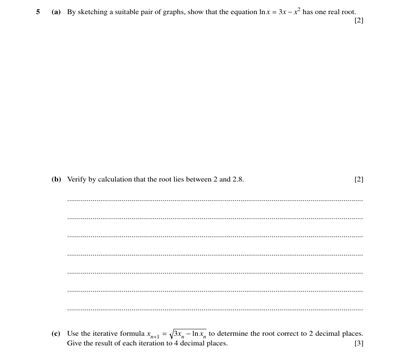 5 (a) By sketching a suitable pair of graphs, show that the equation ln x = 3x − x² has one real root.
[2]
(b) Verify by calculation that the root lies between 2 and 2.8. [2]
(c) Use the iterative formula xₙ₊₁ = √(3xₙ − ln xₙ) to determine the root correct to 2 decimal places.
Give the result of each iteration to 4 decimal places. [3]